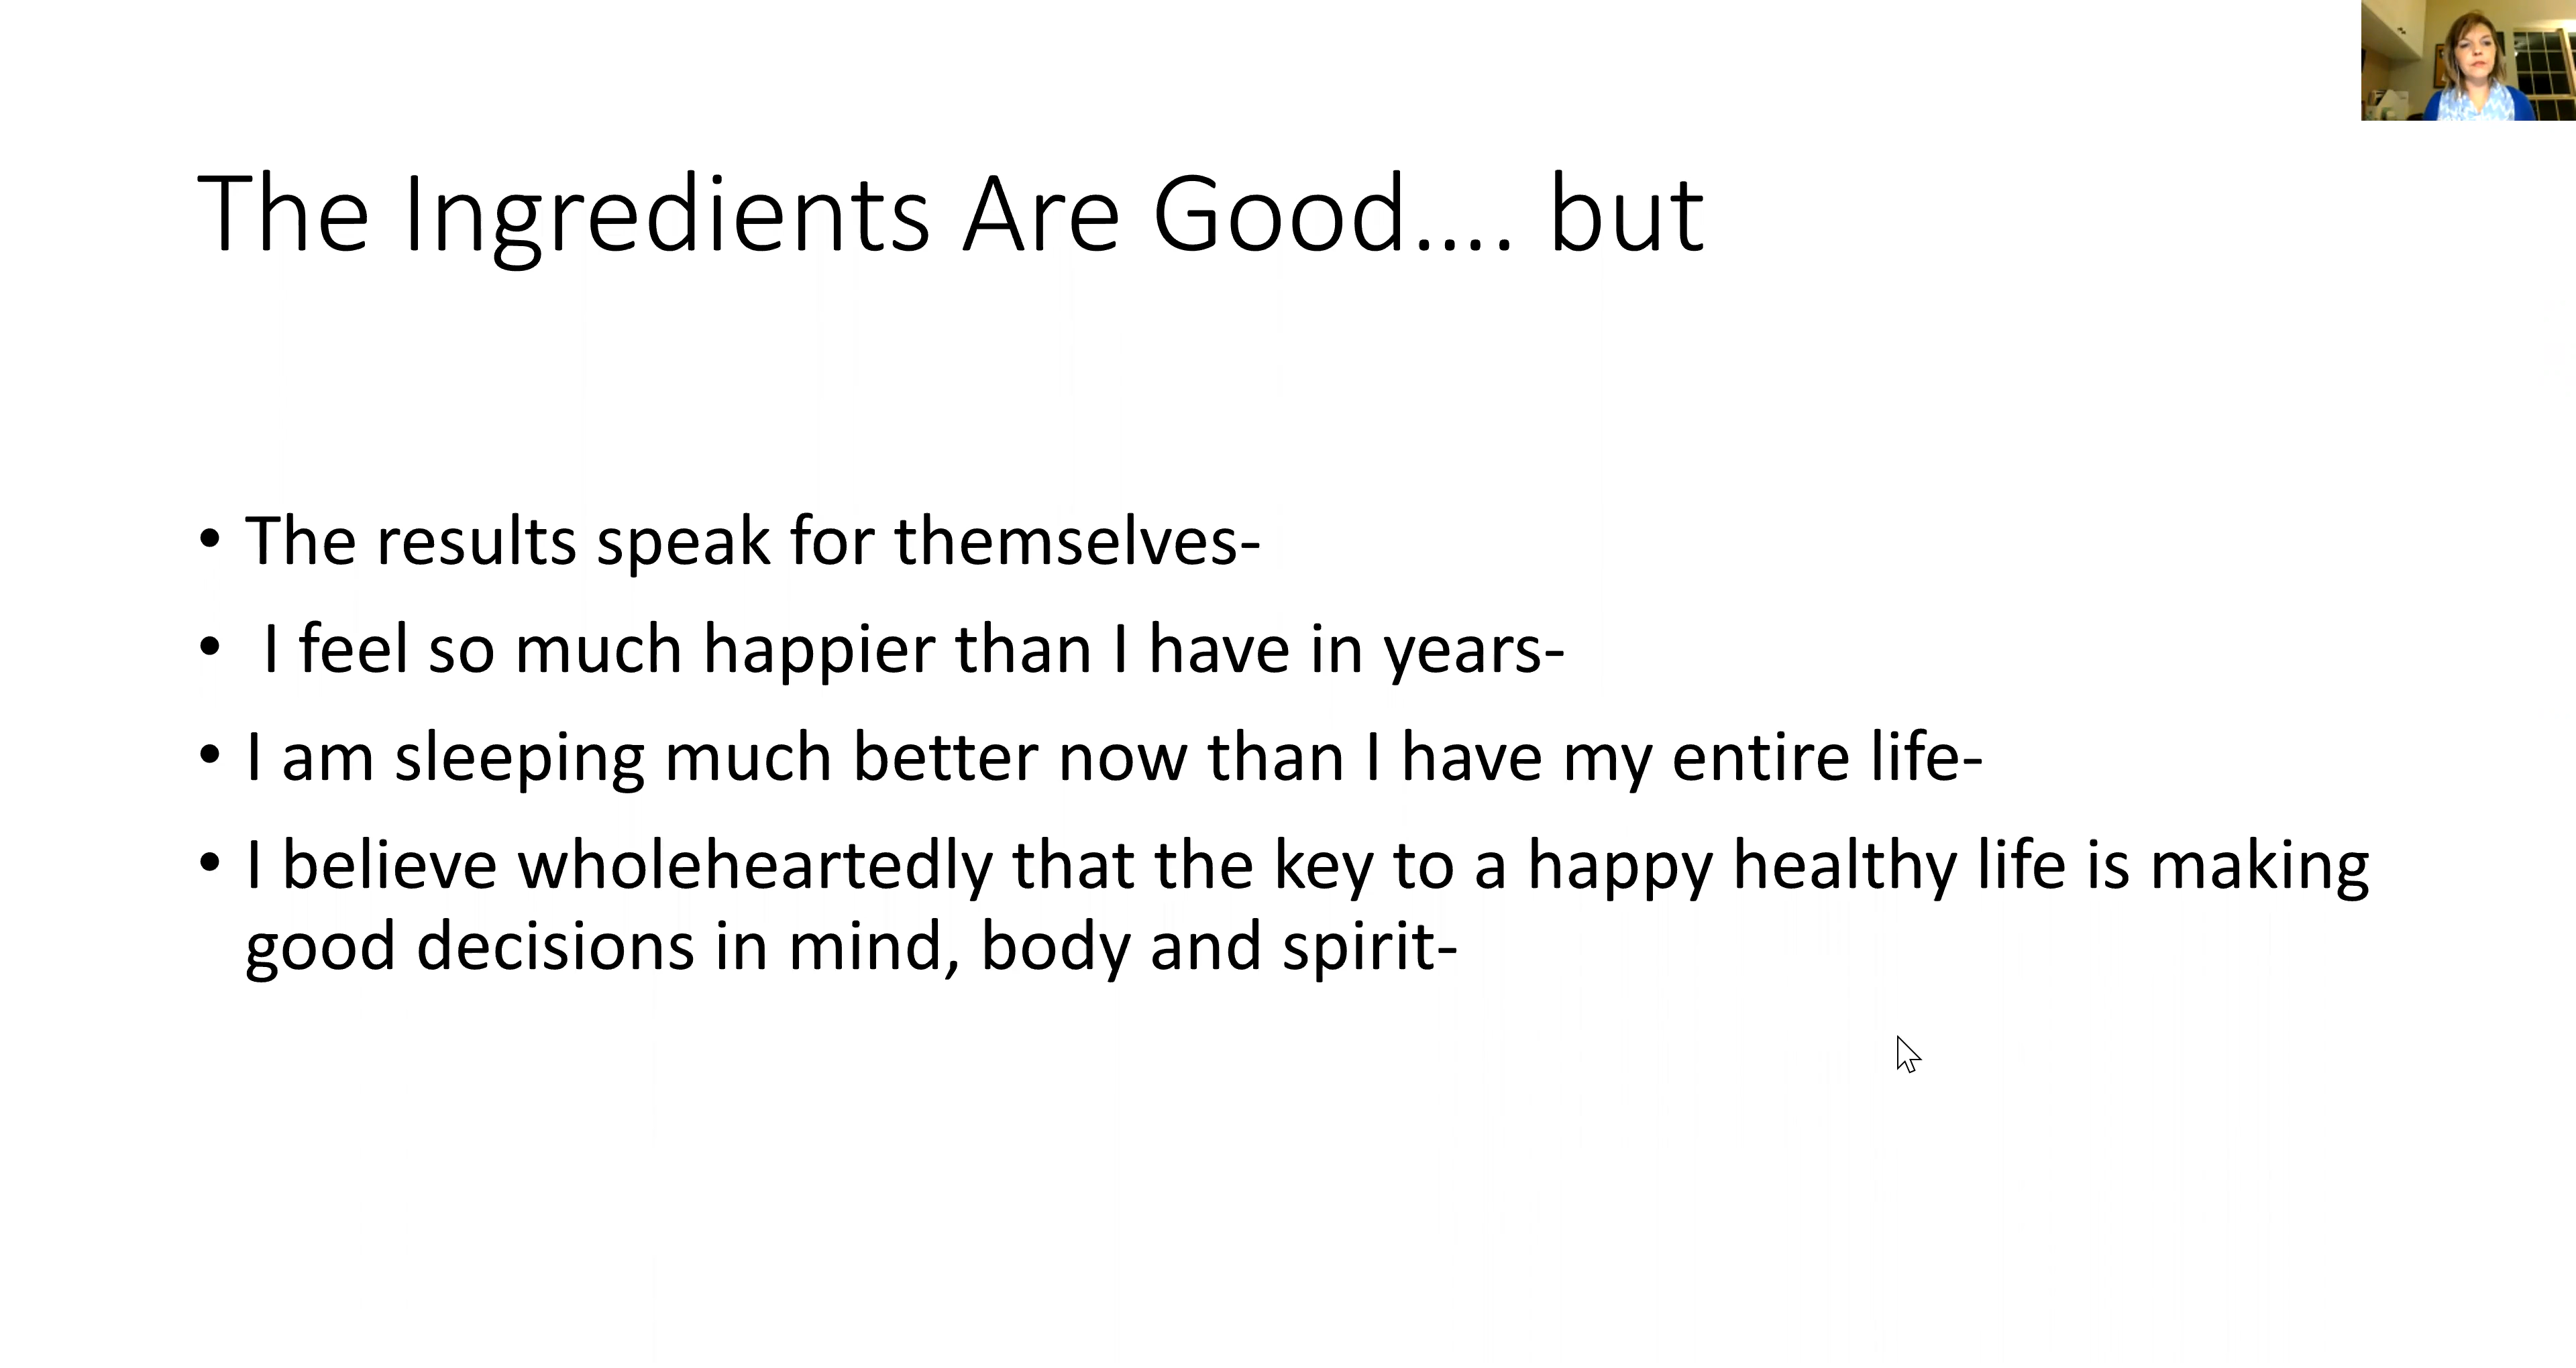 The Ingredients Are Good.... but
• The results speak for themselves-
• I feel so much happier than I have in years-
• I am sleeping much better now than I have my entire life-
• I believe wholeheartedly that the key to a happy healthy life is making
good decisions in mind, body and spirit-